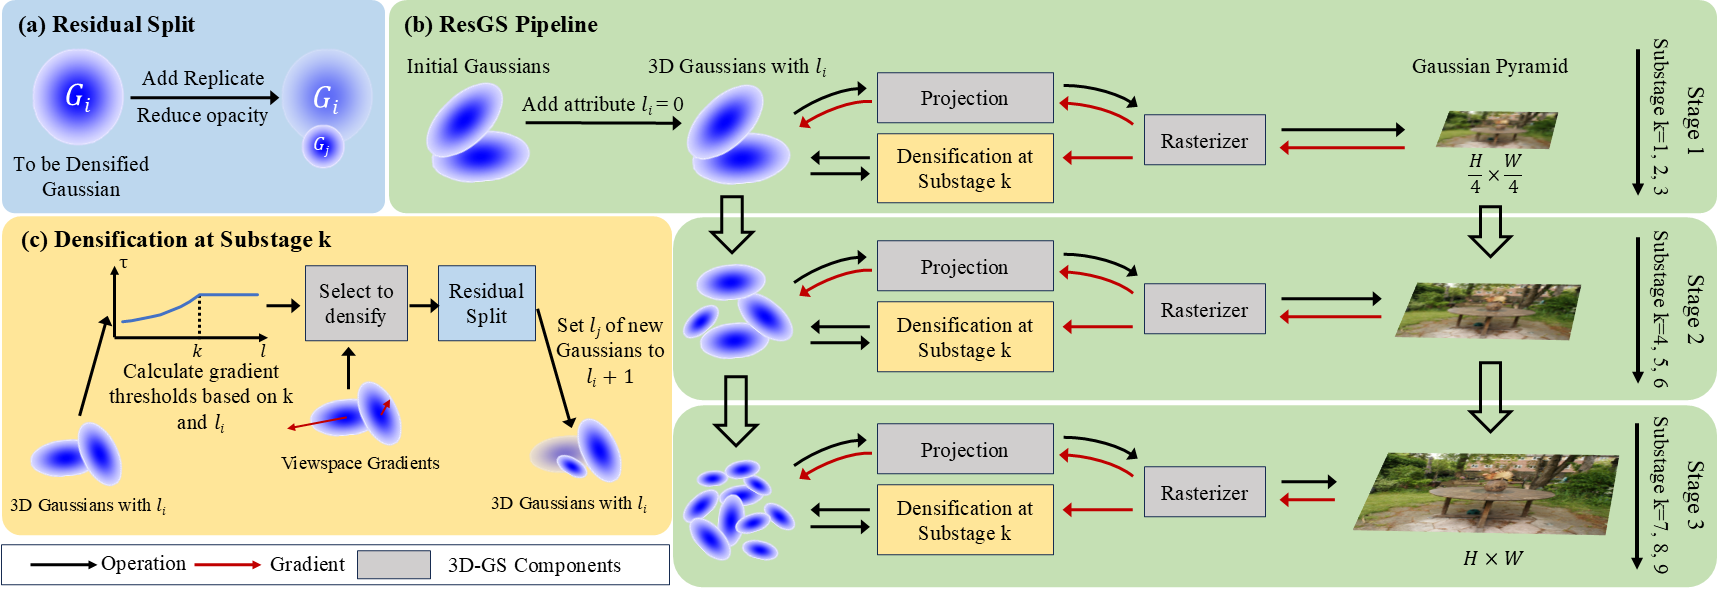 (a) Residual Split
G_i
Add Replicate
Reduce opacity
G_i
G_j
To be Densified
Gaussian
(b) ResGS Pipeline
Initial Gaussians
Add attribute l_i = 0
3D Gaussians with l_i
Projection
Densification at
Substage k
Rasterizer
Gaussian Pyramid
H/4 × W/4
Stage 1
Substage k=1, 2, 3
Projection
Densification at
Substage k
Rasterizer
Stage 2
Substage k=4, 5, 6
Projection
Densification at
Substage k
Rasterizer
H × W
Stage 3
Substage k=7, 8, 9
(c) Densification at Substage k
τ
k
l
Calculate gradient
thresholds based on k
and l_i
Select to
densify
Residual
Split
Set l_j of new
Gaussians to
l_i + 1
Viewspace Gradients
3D Gaussians with l_i
3D Gaussians with l_i
Operation
Gradient
3D-GS Components